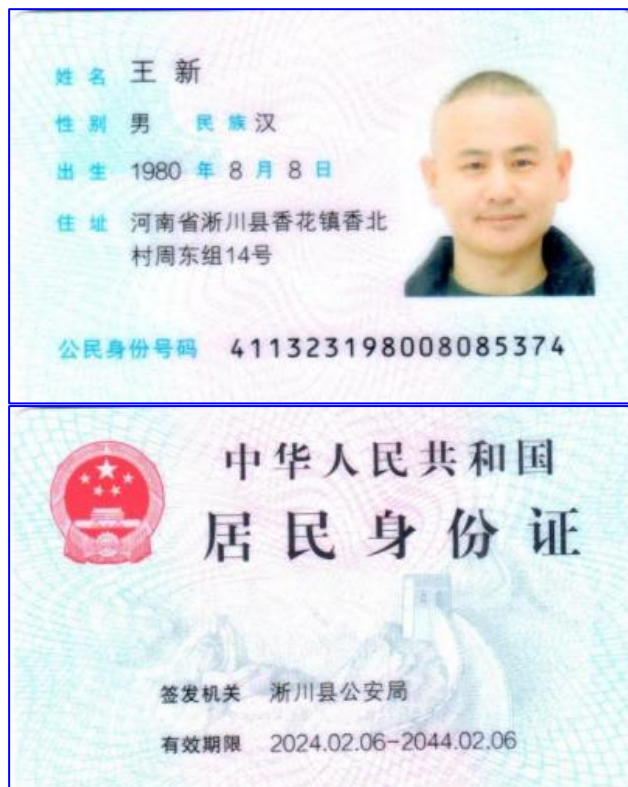 姓名 王新
性别 男 民族 汉
出生 1980 年 8 月 8 日
住址 河南省淅川县香花镇香北
村周东组14号
公民身份号码 411323198008085374
中华人民共和国
居民身份证
签发机关 淅川县公安局
有效期限 2024.02.06-2044.02.06